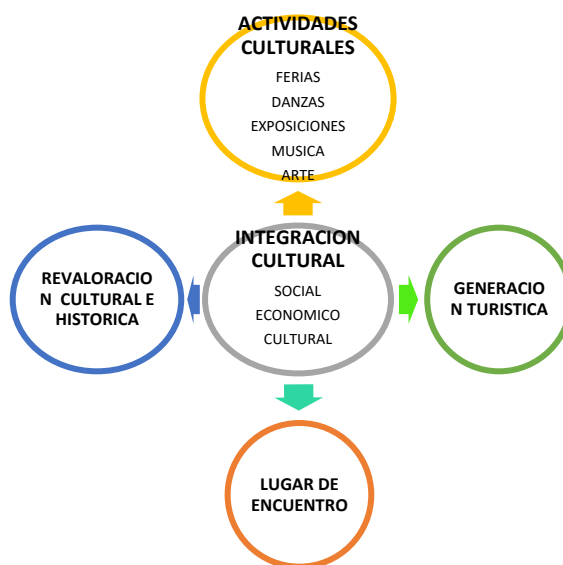 ACTIVIDADES
CULTURALES
FERIAS
DANZAS
EXPOSICIONES
MUSICA
ARTE
INTEGRACION
CULTURAL
SOCIAL
ECONOMICO
CULTURAL
REVALORACIO
N CULTURAL E
HISTORICA
GENERACIO
N TURISTICA
LUGAR DE
ENCUENTRO